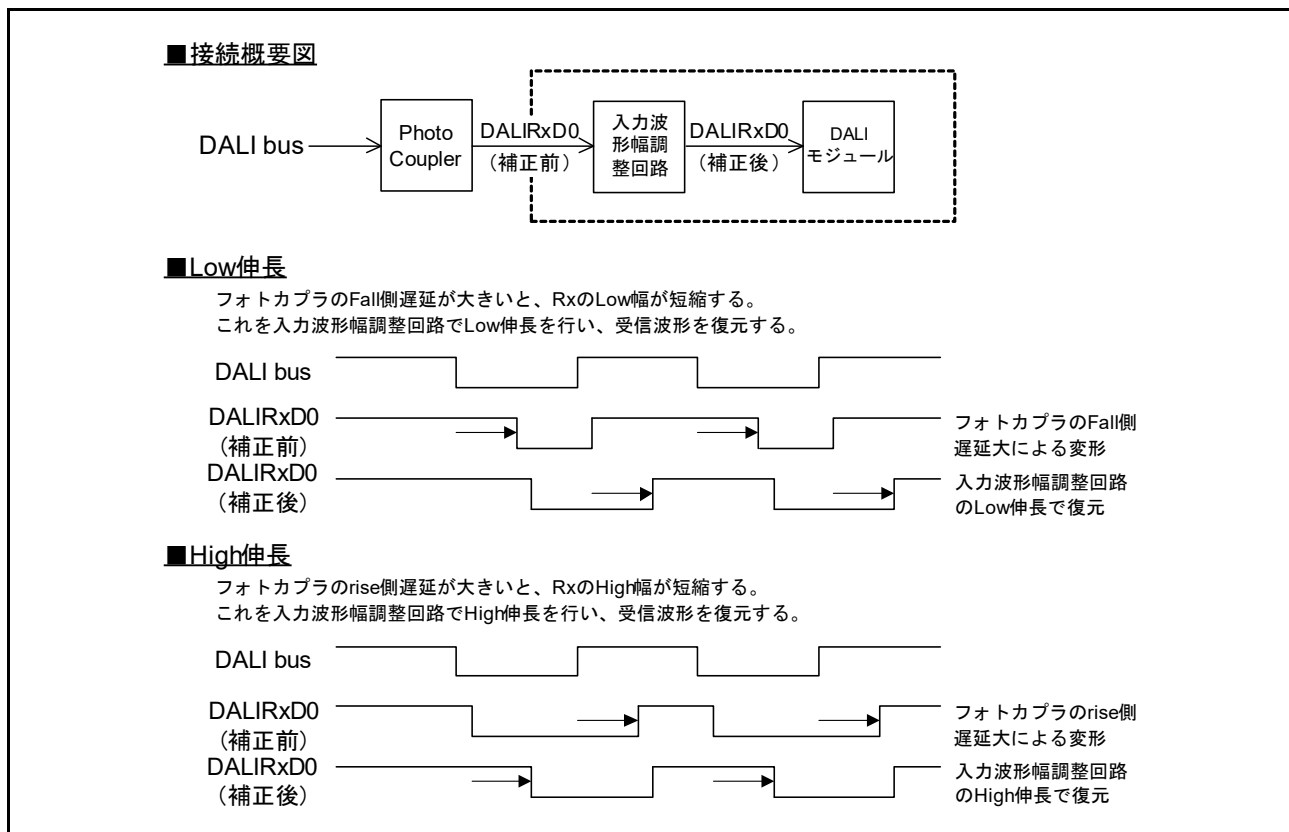 ■接続概要図
DALI bus
Photo
Coupler
DALIRxD0
（補正前）
入力波
形幅調
整回路
DALIRxD0
（補正後）
DALI
モジュール
■Low伸長
フォトカプラのFall側遅延が大きいと、RxのLow幅が短縮する。
これを入力波形幅調整回路でLow伸長を行い、受信波形を復元する。
DALI bus
DALIRxD0
（補正前）
フォトカプラのFall側
遅延大による変形
DALIRxD0
（補正後）
入力波形幅調整回路
のLow伸長で復元
■High伸長
フォトカプラのrise側遅延が大きいと、RxのHigh幅が短縮する。
これを入力波形幅調整回路でHigh伸長を行い、受信波形を復元する。
DALI bus
DALIRxD0
（補正前）
フォトカプラのrise側
遅延大による変形
DALIRxD0
（補正後）
入力波形幅調整回路
のHigh伸長で復元